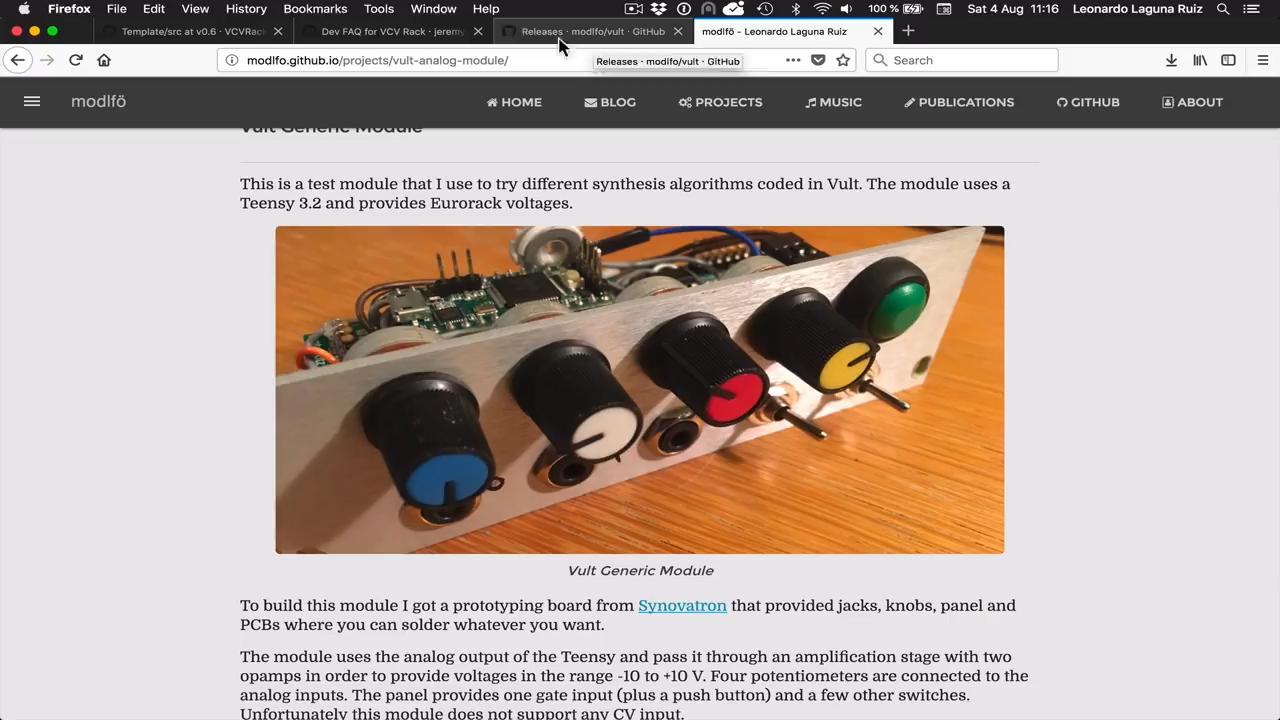 Firefox File Edit View History Bookmarks Tools Window Help 100 % Sat 4 Aug 11:16 Leonardo Laguna Ruiz
Template/src at v0.6 · VCVRack Dev FAQ for VCV Rack · jeremy Releases · modlfo/vult · GitHub modlfö - Leonardo Laguna Ruiz
modlfo.github.io/projects/vult-analog-module/ Search
Releases · modlfo/vult · GitHub
modlfö HOME BLOG PROJECTS MUSIC PUBLICATIONS GITHUB ABOUT
Vult Generic Module
This is a test module that I use to try different synthesis algorithms coded in Vult. The module uses a
Teensy 3.2 and provides Eurorack voltages.
Vult Generic Module
To build this module I got a prototyping board from Synovatron that provided jacks, knobs, panel and
PCBs where you can solder whatever you want.
The module uses the analog output of the Teensy and pass it through an amplification stage with two
opamps in order to provide voltages in the range -10 to +10 V. Four potentiometers are connected to the
analog inputs. The panel provides one gate input (plus a push button) and a few other switches.
Unfortunately this module does not support any CV input.